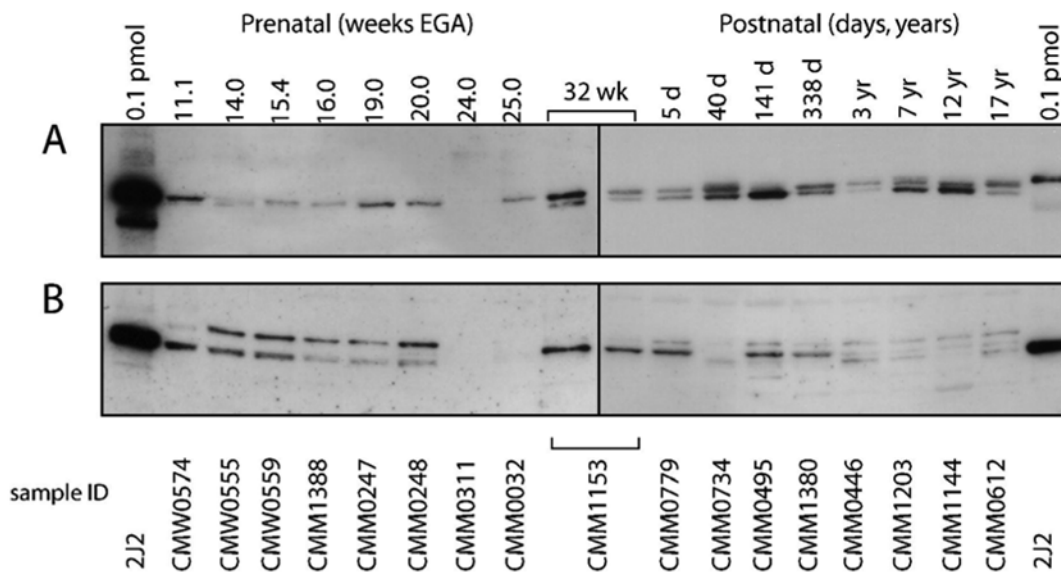 Prenatal (weeks EGA) Postnatal (days, years)
0.1 pmol 11.1 14.0 15.4 16.0 19.0 20.0 24.0 25.0 32 wk 5 d 40 d 141 d 338 d 3 yr 7 yr 12 yr 17 yr 0.1 pmol
A
B
sample ID
2J2 CMW0574 CMW0555 CMW0559 CMM1388 CMM0247 CMM0248 CMM0311 CMM0032 CMM1153 CMM0779 CMM0734 CMM0495 CMM1380 CMM0446 CMM1203 CMM1144 CMM0612 2J2